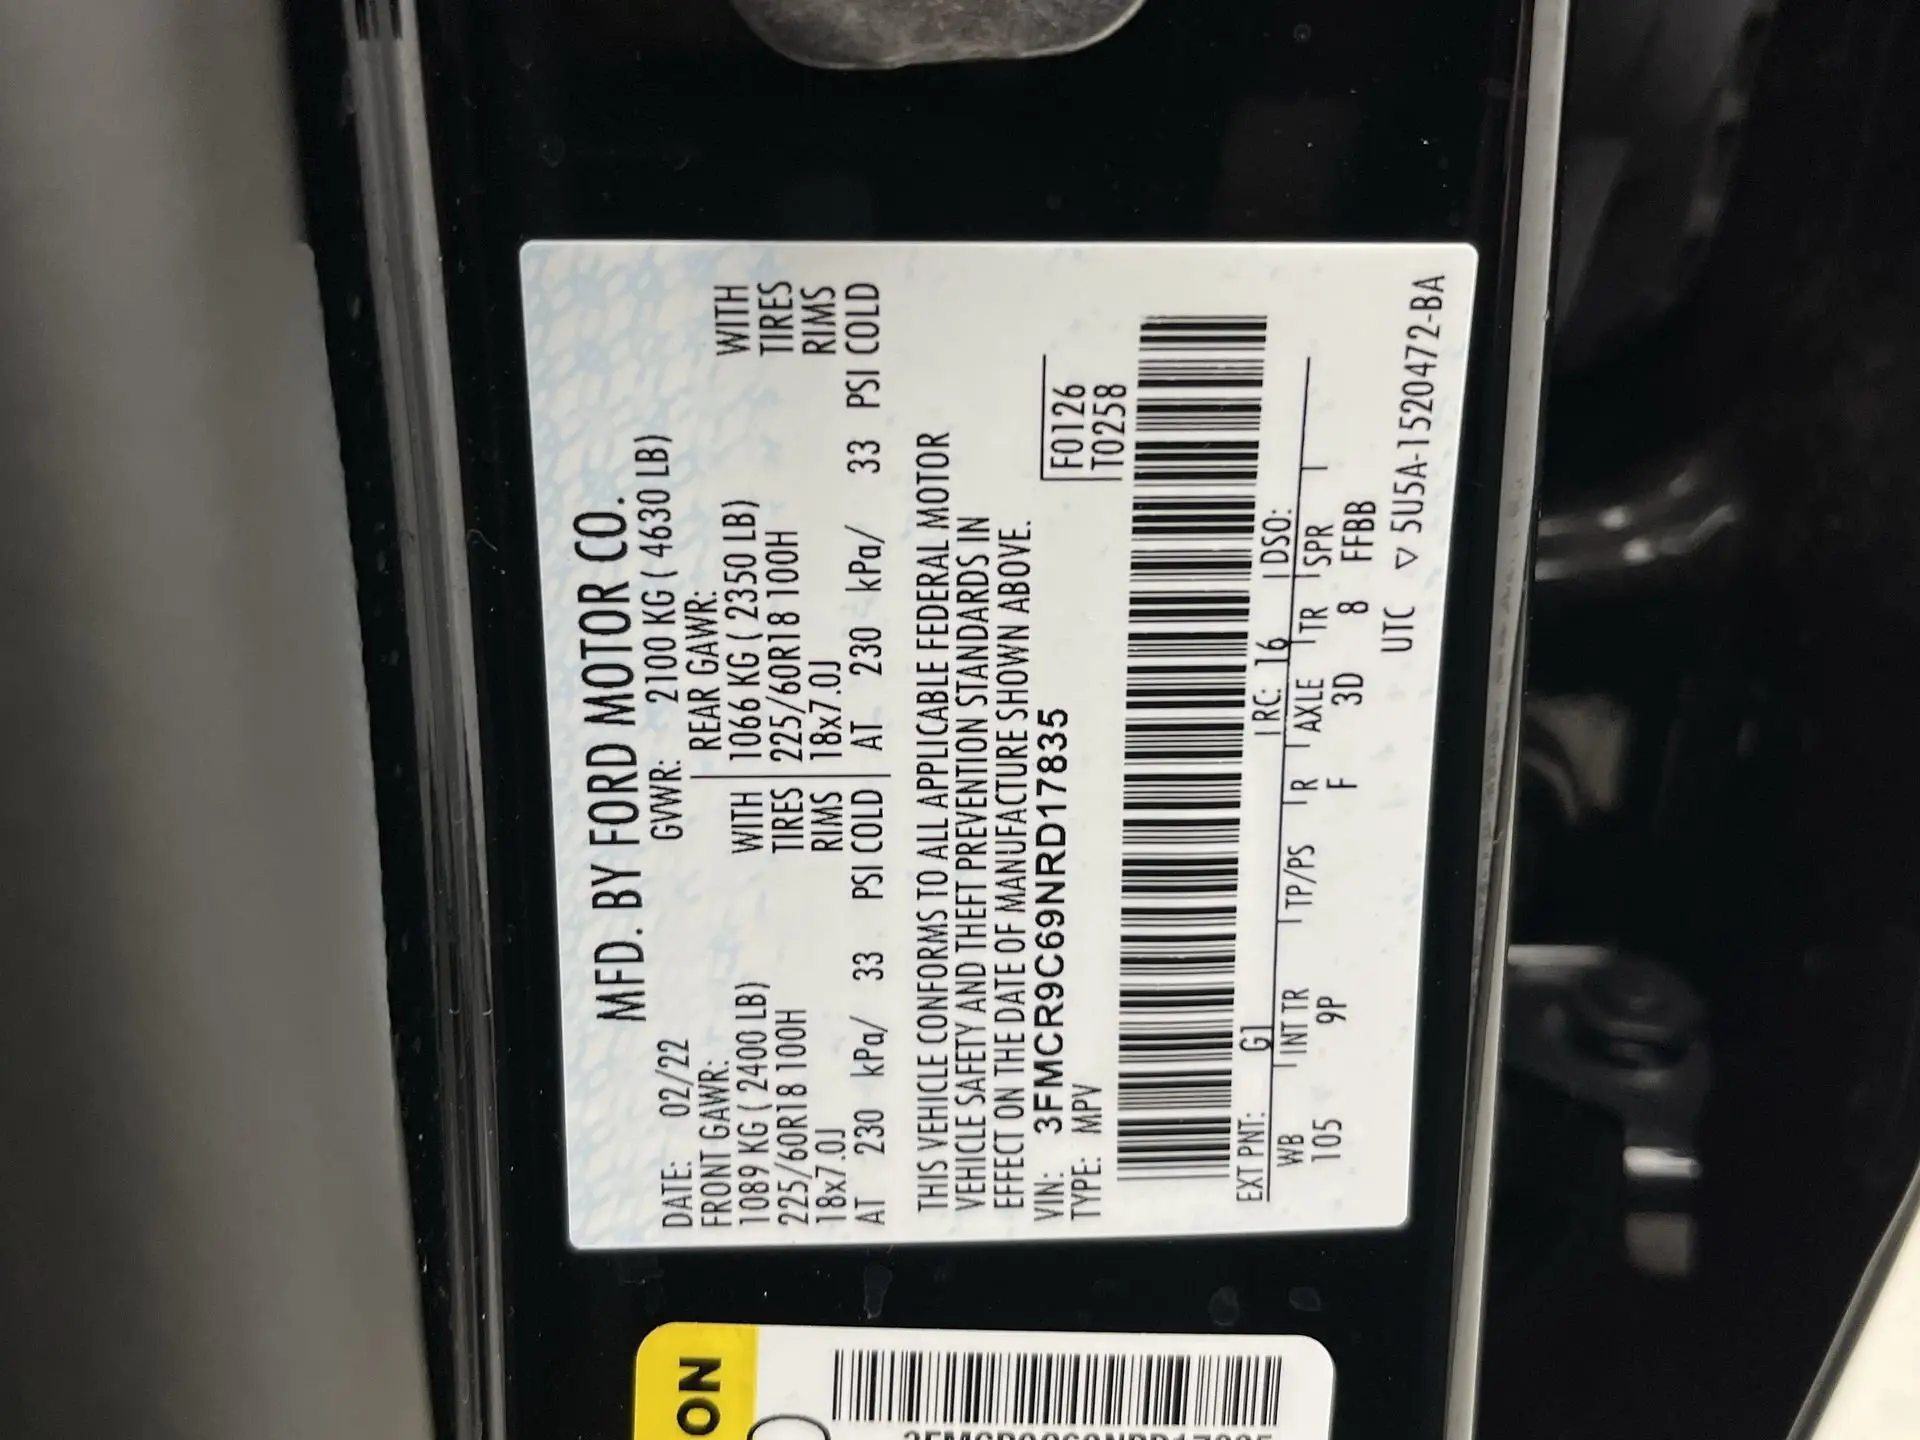 MFD. BY FORD MOTOR CO.
DATE: 02/22 GVWR: 2100 KG ( 4630 LB)
FRONT GAWR: REAR GAWR:
1089 KG ( 2400 LB) WITH 1066 KG ( 2350 LB) WITH
225/60R18 100H TIRES 225/60R18 100H TIRES
18x7.0J RIMS 18x7.0J RIMS
AT 230 kPa/ 33 PSI COLD AT 230 kPa/ 33 PSI COLD
THIS VEHICLE CONFORMS TO ALL APPLICABLE FEDERAL MOTOR
VEHICLE SAFETY AND THEFT PREVENTION STANDARDS IN
EFFECT ON THE DATE OF MANUFACTURE SHOWN ABOVE.
VIN: 3FMCR9C69NRD17835
F0126
TYPE: MPV
T0258
EXT PNT: G1 RC: 16 DSO:
WB INT TR TP/PS R AXLE TR SPR
105 9P F 3D 8 FFBB
UTC ▽ 5U5A-1520472-BA
ON